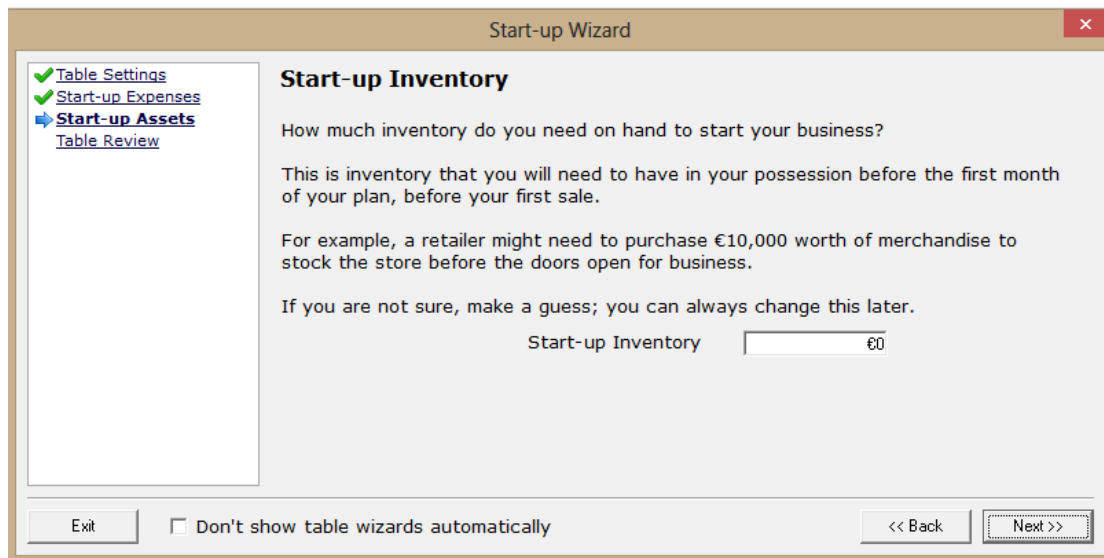 Start-up Wizard
Table Settings
Start-up Expenses
Start-up Assets
Table Review
Start-up Inventory
How much inventory do you need on hand to start your business?
This is inventory that you will need to have in your possession before the first month
of your plan, before your first sale.
For example, a retailer might need to purchase €10,000 worth of merchandise to
stock the store before the doors open for business.
If you are not sure, make a guess; you can always change this later.
Start-up Inventory €0
Exit Don't show table wizards automatically << Back Next >>